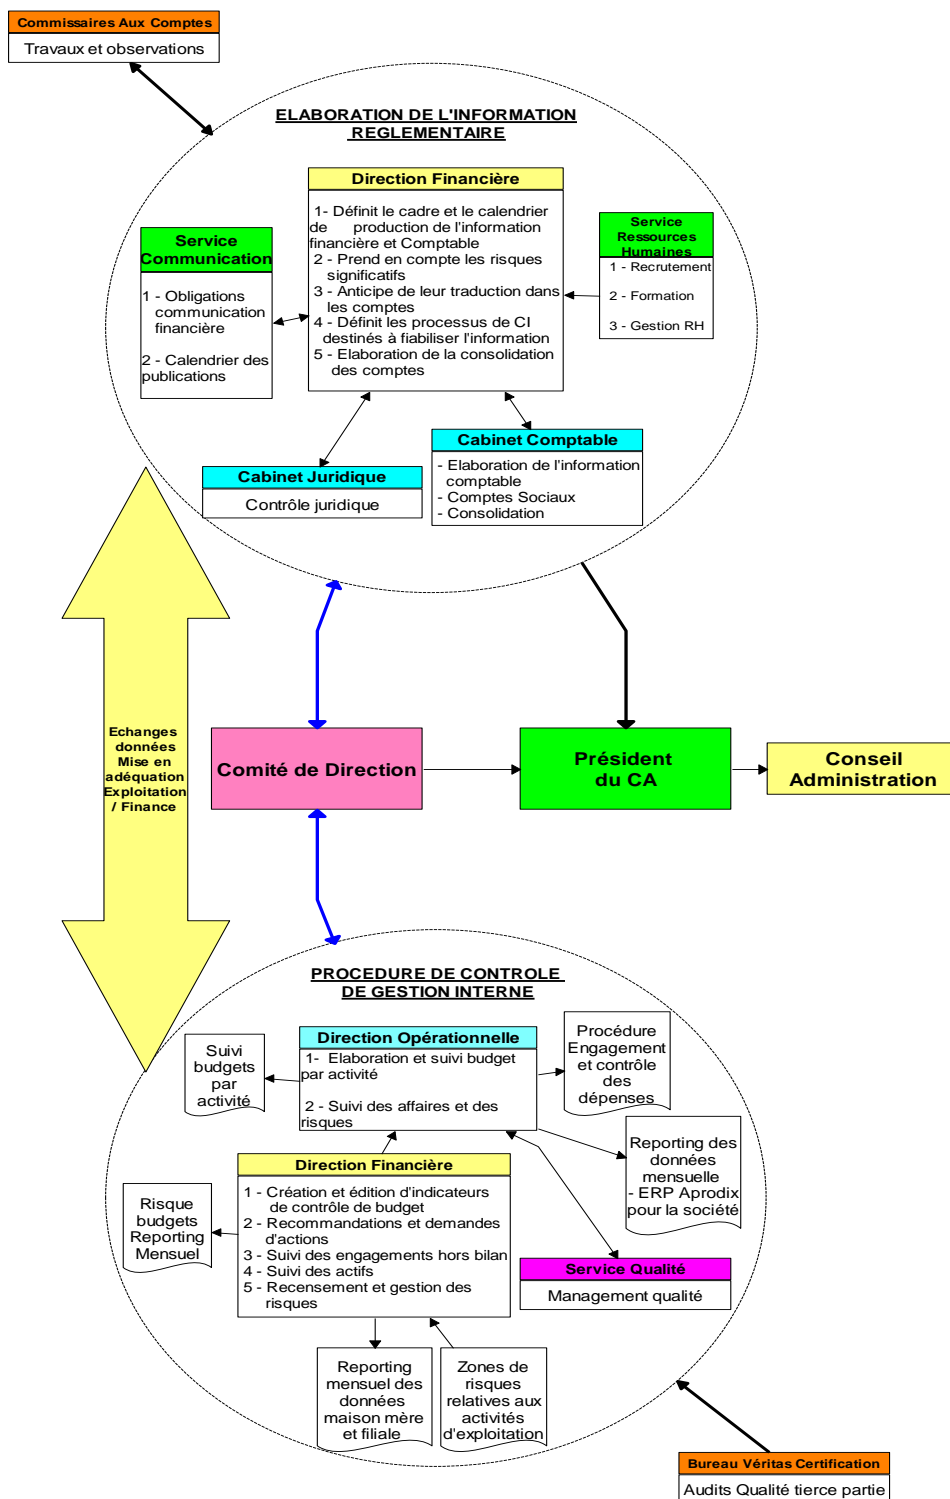 Commissaires Aux Comptes
Travaux et observations
ELABORATION DE L'INFORMATION
REGLEMENTAIRE
Direction Financière
1- Définit le cadre et le calendrier
de production de l'information
financière et Comptable
2 - Prend en compte les risques
significatifs
3 - Anticipe de leur traduction dans
les comptes
4 - Définit les processus de CI
destinés à fiabiliser l'information
5 - Elaboration de la consolidation
des comptes
Service
Communication
1 - Obligations
communication
financière
2 - Calendrier des
publications
Service
Ressources
Humaines
1 - Recrutement
2 - Formation
3 - Gestion RH
Cabinet Juridique
Contrôle juridique
Cabinet Comptable
- Elaboration de l'information
comptable
- Comptes Sociaux
- Consolidation
Echanges
données
Mise en
adéquation
Exploitation
/ Finance
Comité de Direction
Président
du CA
Conseil
Administration
PROCEDURE DE CONTROLE
DE GESTION INTERNE
Direction Opérationnelle
1- Elaboration et suivi budget
par activité
2 - Suivi des affaires et des
risques
Suivi
budgets
par
activité
Procédure
Engagement
et contrôle
des
dépenses
Reporting des
données
mensuelle
- ERP Aprodix
pour la société
Direction Financière
1 - Création et édition d'indicateurs
de contrôle de budget
2 - Recommandations et demandes
d'actions
3 - Suivi des engagements hors bilan
4 - Suivi des actifs
5 - Recensement et gestion des
risques
Risque
budgets
Reporting
Mensuel
Service Qualité
Management qualité
Reporting
mensuel des
données
maison mère
et filiale
Zones de
risques
relatives aux
activités
d'exploitation
Bureau Véritas Certification
Audits Qualité tierce partie